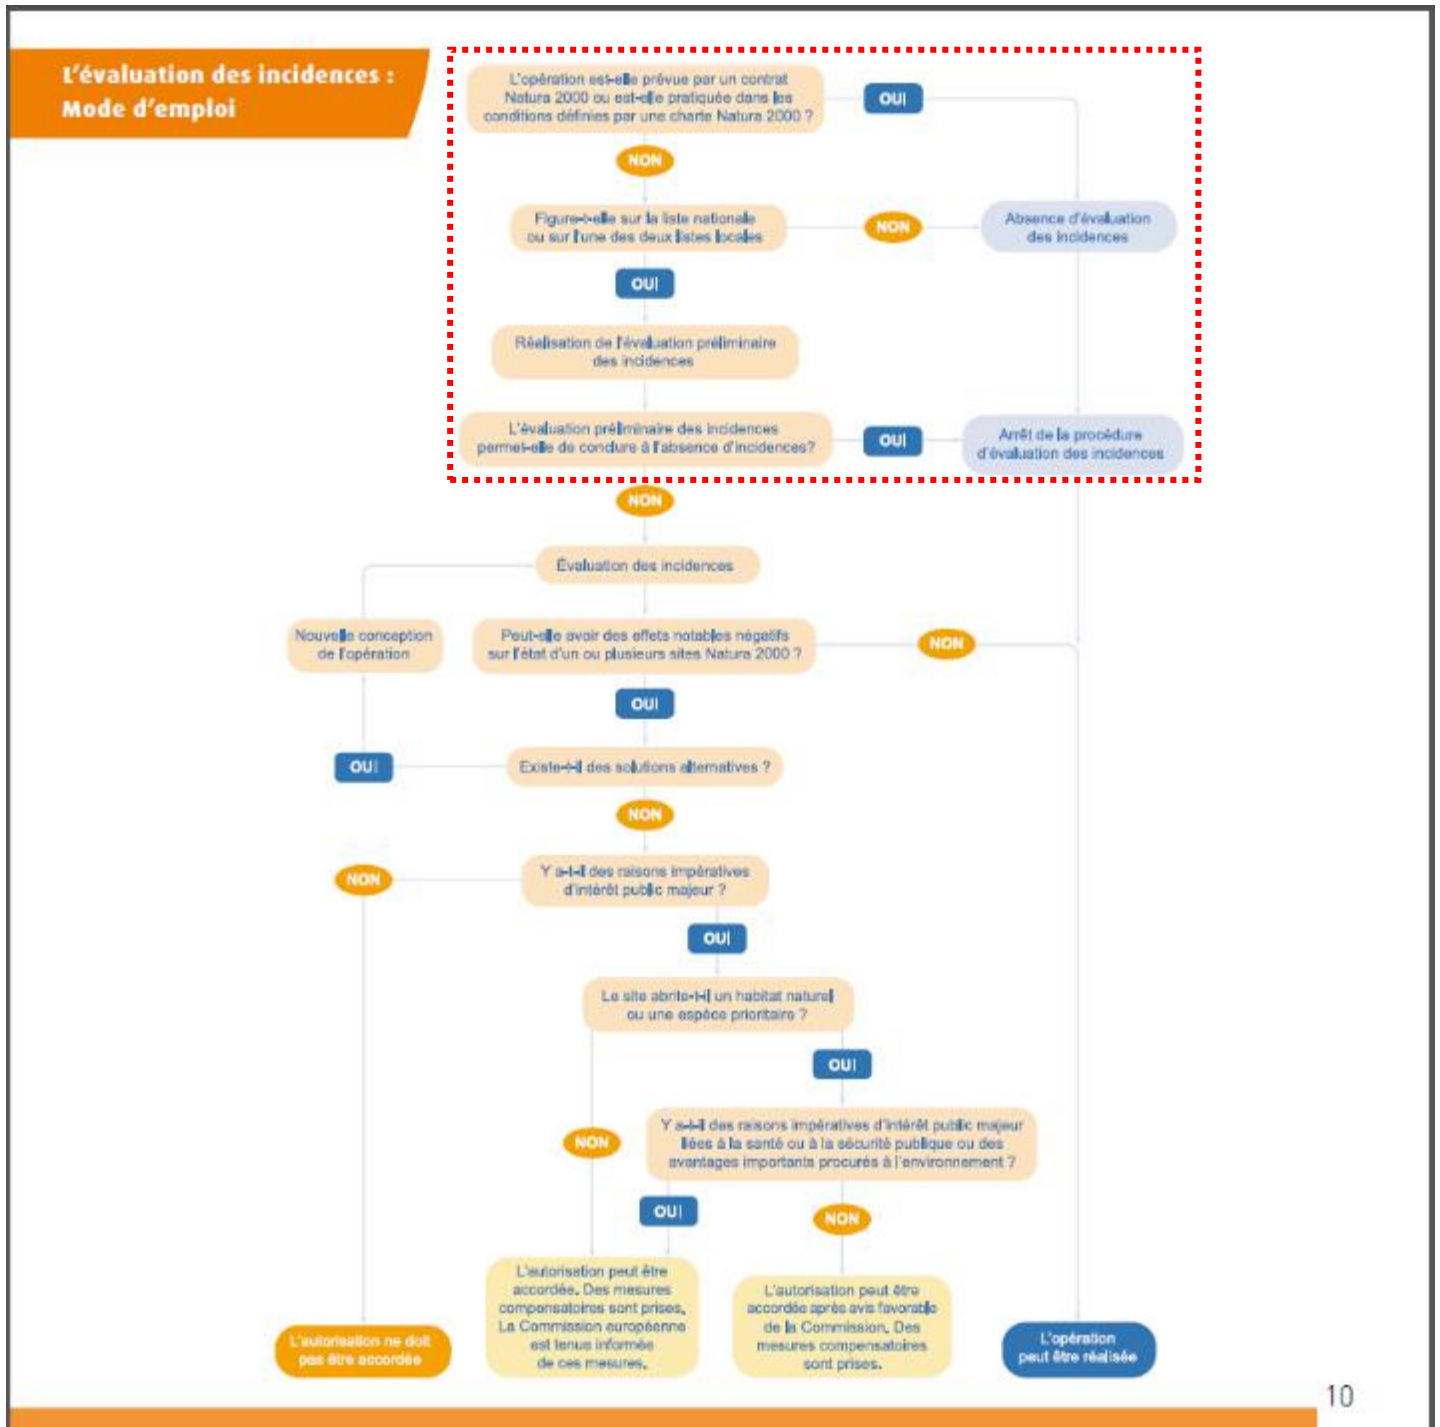 L'évaluation des incidences :
Mode d'emploi
L'opération est-elle prévue par un contrat
Natura 2000 ou est-elle pratiquée dans les
conditions définies par une charte Natura 2000 ?
OUI
NON
Figure-t-elle sur la liste nationale
ou sur l'une des deux listes locales
NON
Absence d'évaluation
des incidences
OUI
Réalisation de l'évaluation préliminaire
des incidences
L'évaluation préliminaire des incidences
permet-elle de conclure à l'absence d'incidences?
OUI
Arrêt de la procédure
d'évaluation des incidences
NON
Évaluation des incidences
Nouvelle conception
de l'opération
Peut-elle avoir des effets notables négatifs
sur l'état d'un ou plusieurs sites Natura 2000 ?
NON
OUI
OUI
Existe-t-il des solutions alternatives ?
NON
NON
Y a-t-il des raisons impératives
d'intérêt public majeur ?
OUI
Le site abrite-t-il un habitat naturel
ou une espèce prioritaire ?
OUI
NON
Y a-t-il des raisons impératives d'intérêt public majeur
liées à la santé ou à la sécurité publique ou des
avantages importants procurés à l'environnement ?
OUI
NON
L'autorisation ne doit
pas être accordée
L'autorisation peut être
accordée. Des mesures
compensatoires sont prises.
La Commission européenne
est tenue informée
de ces mesures.
L'autorisation peut être
accordée après avis favorable
de la Commission. Des
mesures compensatoires
sont prises.
L'opération
peut être réalisée
10